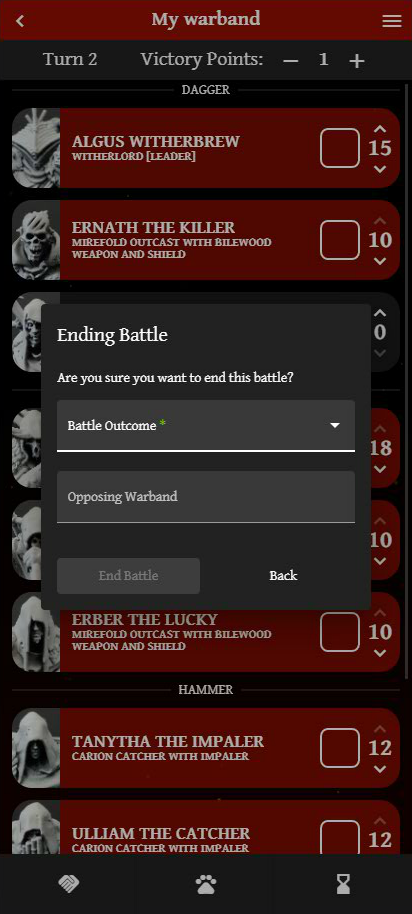 My warband
Turn 2 Victory Points: — 1 +
DAGGER
ALGUS WITHERBREW
WITHERLORD [LEADER]
15
ERNATH THE KILLER
MIREFOLD OUTCAST WITH BILEWOOD
WEAPON AND SHIELD
10
0
Ending Battle
Are you sure you want to end this battle?
Battle Outcome *
18
Opposing Warband
10
End Battle Back
ERBER THE LUCKY
MIREFOLD OUTCAST WITH BILEWOOD
WEAPON AND SHIELD
10
HAMMER
TANYTHA THE IMPALER
CARION CATCHER WITH IMPALER
12
ULLIAM THE CATCHER
CARION CATCHER WITH IMPALER
12